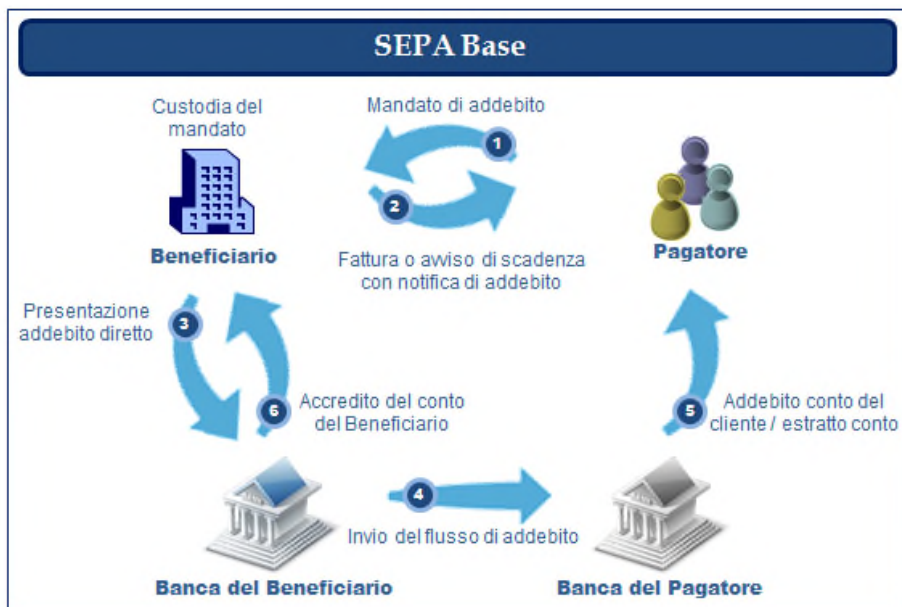 SEPA Base
Custodia del
mandato
Mandato di addebito
1
2
Beneficiario
Fattura o avviso di scadenza
con notifica di addebito
Pagatore
Presentazione
addebito diretto
3
6
Accredito del conto
del Beneficiario
5
Addebito conto del
cliente / estratto conto
4
Invio del flusso di addebito
Banca del Beneficiario
Banca del Pagatore